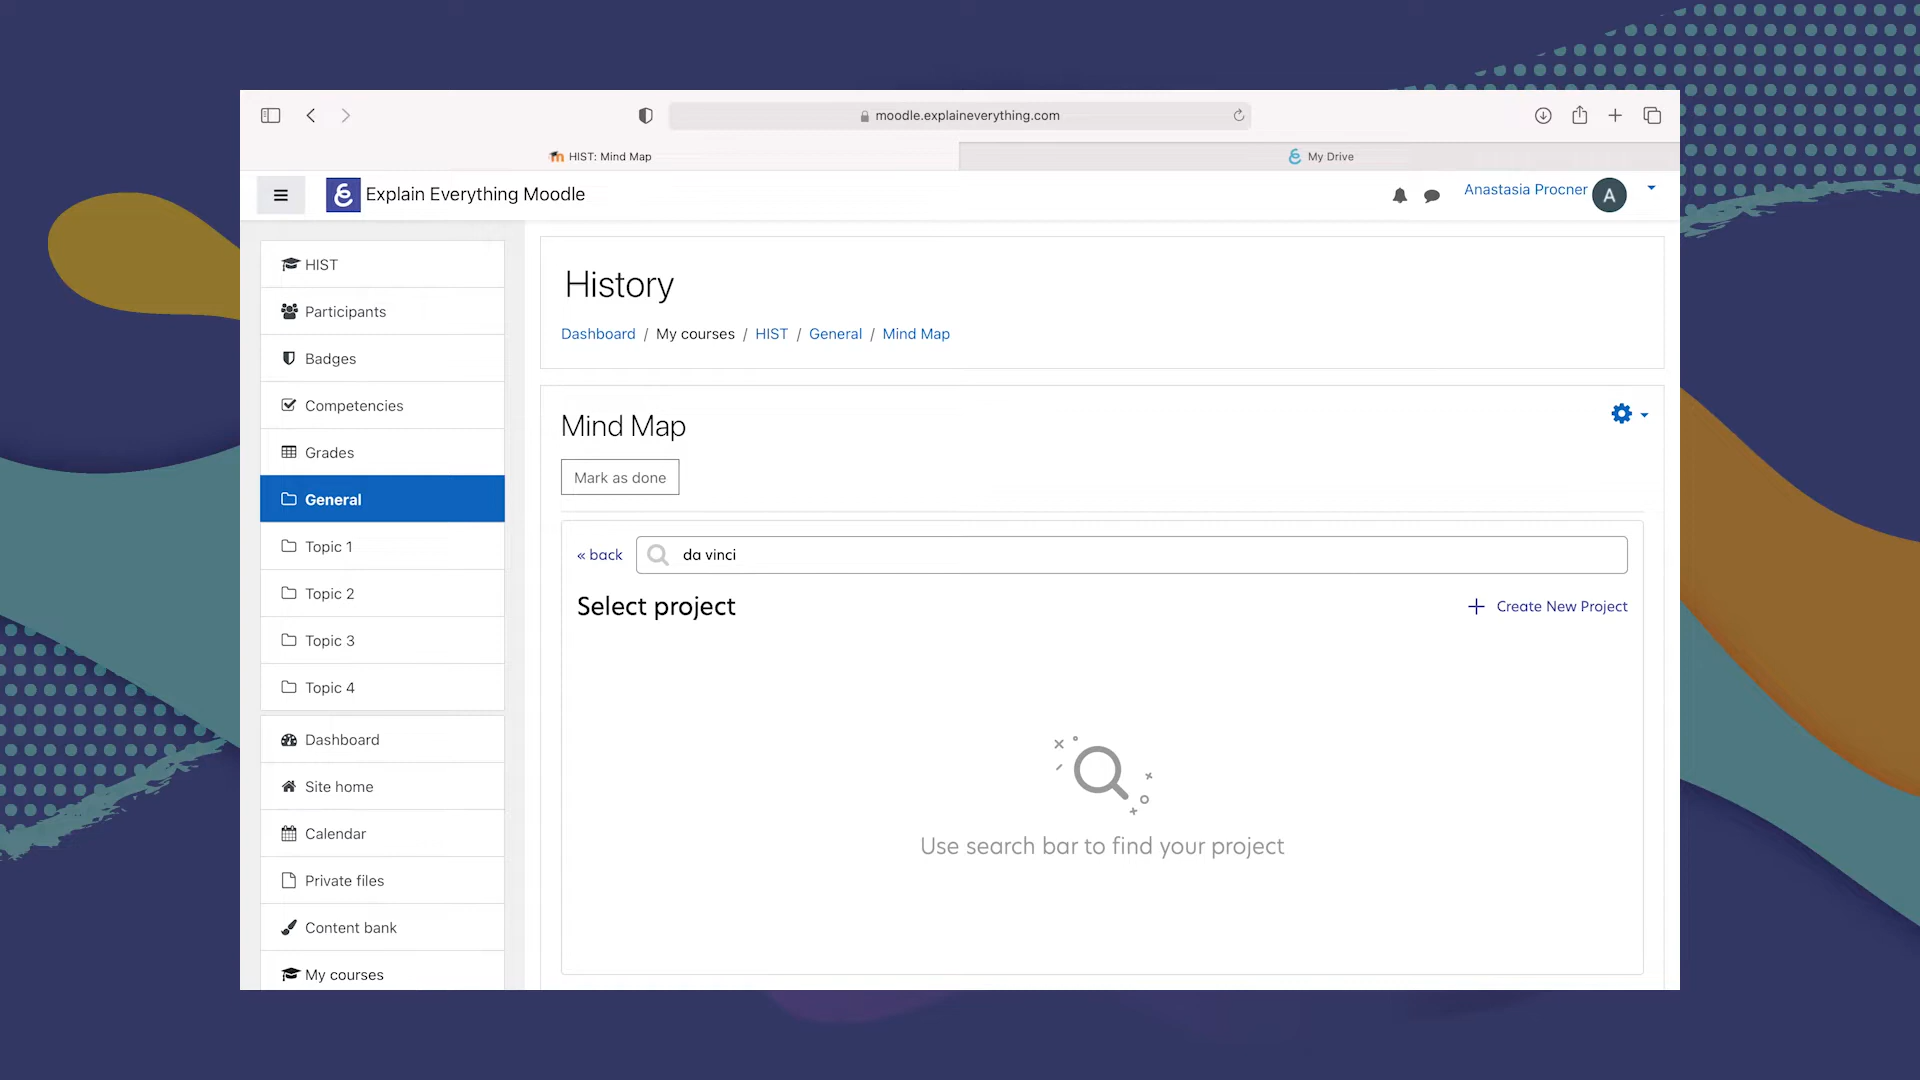 moodle.explaineverything.com
HIST: Mind Map
My Drive
Explain Everything Moodle
Anastasia Procner
A
HIST
Participants
Badges
Competencies
Grades
General
Topic 1
Topic 2
Topic 3
Topic 4
Dashboard
Site home
Calendar
Private files
Content bank
My courses
History
Dashboard / My courses / HIST / General / Mind Map
Mind Map
Mark as done
« back
da vinci
Select project
Create New Project
Use search bar to find your project